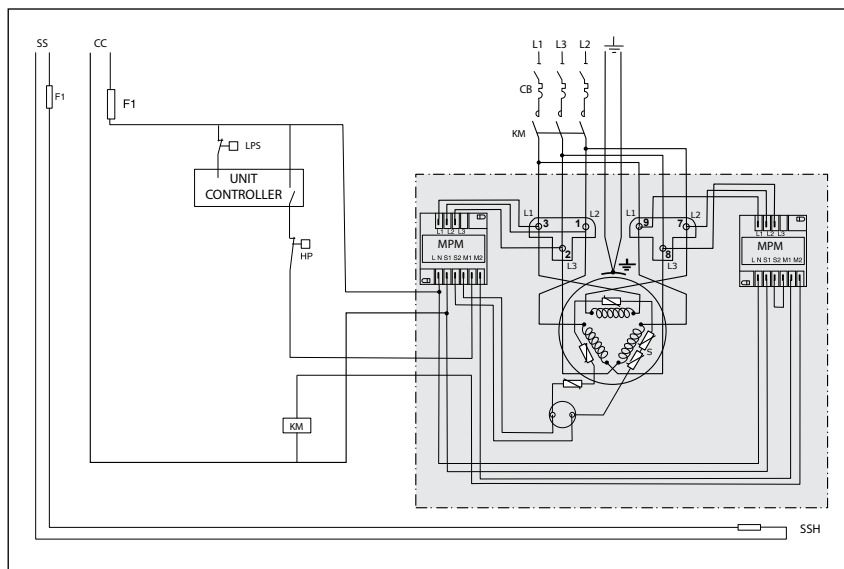 SS CC
F1
F1
LPS
UNIT
CONTROLLER
HP
KM
L1 L3 L2
CB
KM
L1 L2 L3
MPM
L N S1 S2 M1 M2
L1 3 1 L2
2
L3
L1 9 7 L2
8
L3
L1 L2 L3
MPM
L N S1 S2 M1 M2
S
SSH